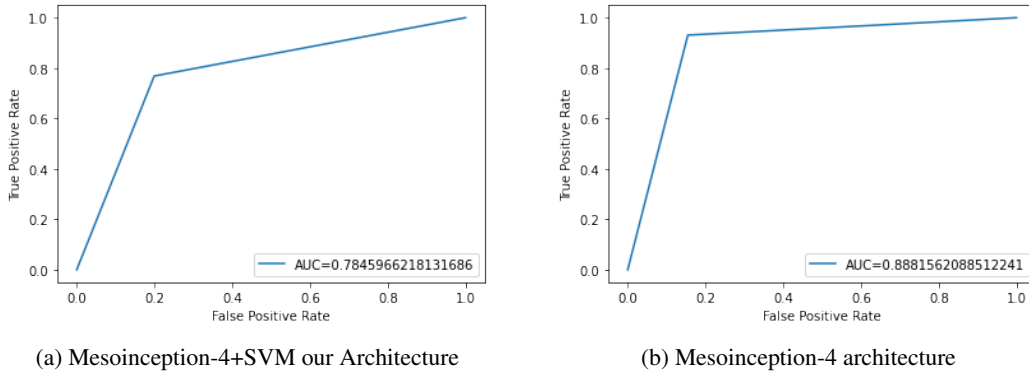 1.0
0.8
0.6
0.4
0.2
0.0
True Positive Rate
AUC=0.7845966218131686
0.0 0.2 0.4 0.6 0.8 1.0
False Positive Rate
(a) Mesoinception-4+SVM our Architecture
1.0
0.8
0.6
0.4
0.2
0.0
True Positive Rate
AUC=0.8881562088512241
0.0 0.2 0.4 0.6 0.8 1.0
False Positive Rate
(b) Mesoinception-4 architecture